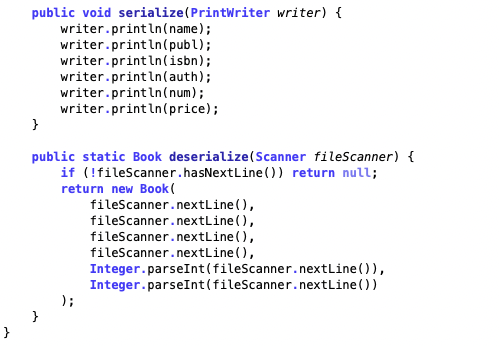 public void serialize(PrintWriter writer) {
writer.println(name);
writer.println(publ);
writer.println(isbn);
writer.println(auth);
writer.println(num);
writer.println(price);
}
public static Book deserialize(Scanner fileScanner) {
if (!fileScanner.hasNextLine()) return null;
return new Book(
fileScanner.nextLine(),
fileScanner.nextLine(),
fileScanner.nextLine(),
fileScanner.nextLine(),
Integer.parseInt(fileScanner.nextLine()),
Integer.parseInt(fileScanner.nextLine())
);
}
}